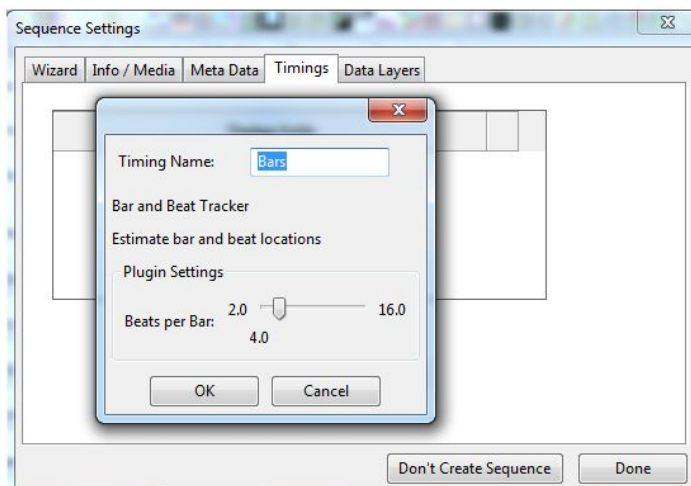 Sequence Settings
Wizard Info / Media Meta Data Timings Data Layers
Timing Name: Bars
Bar and Beat Tracker
Estimate bar and beat locations
Plugin Settings
Beats per Bar: 2.0 16.0
4.0
OK Cancel
Don't Create Sequence Done